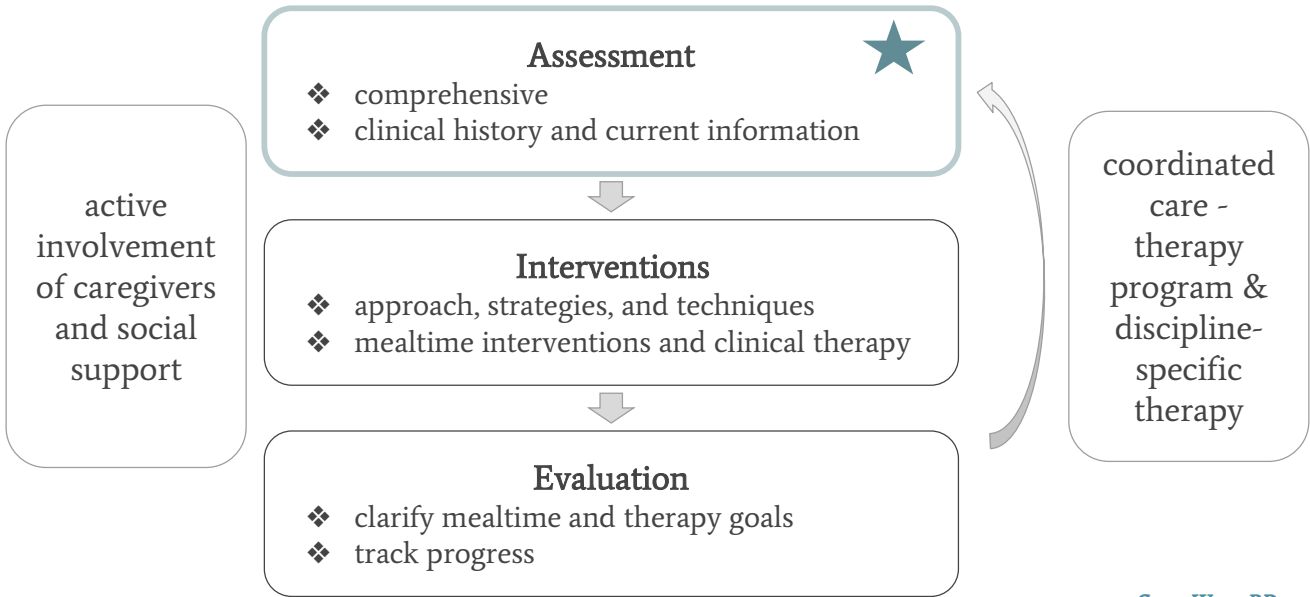 Assessment
❖ comprehensive
❖ clinical history and current information
active
involvement
of caregivers
and social
support
Interventions
❖ approach, strategies, and techniques
❖ mealtime interventions and clinical therapy
Evaluation
❖ clarify mealtime and therapy goals
❖ track progress
coordinated
care -
therapy
program &
discipline-
specific
therapy